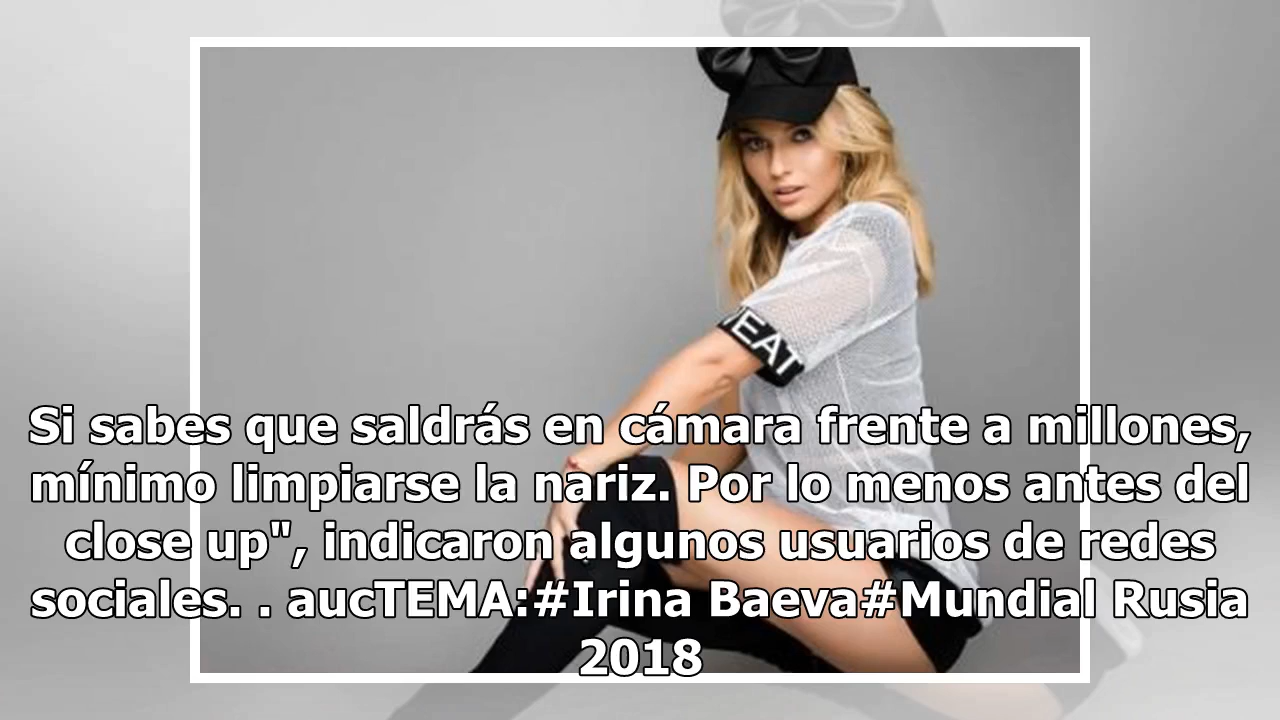 WEAT
Si sabes que saldrás en cámara frente a millones,
mínimo limpiarse la nariz. Por lo menos antes del
close up", indicaron algunos usuarios de redes
sociales. . aucTEMA:#Irina Baeva#Mundial Rusia
2018